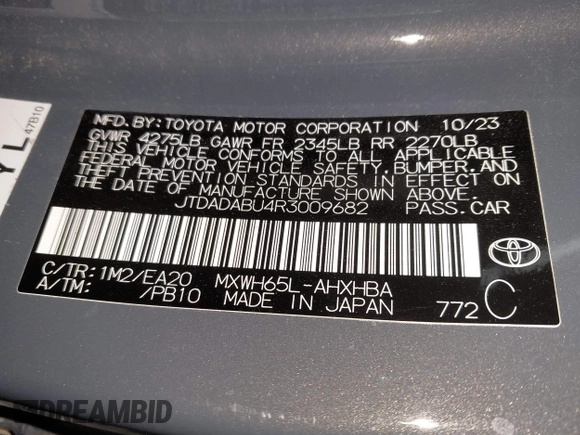 YL
47B10
MFD. BY: TOYOTA MOTOR CORPORATION 10/23
GVWR 4275LB GAWR FR 2345LB RR 2270LB
THIS VEHICLE CONFORMS TO ALL APPLICABLE
FEDERAL MOTOR VEHICLE SAFETY, BUMPER, AND
THEFT PREVENTION STANDARDS IN EFFECT ON
THE DATE OF MANUFACTURE SHOWN ABOVE.
JTDADABU4R3009682 PASS. CAR
C/TR: 1M2/EA20 MXWH65L-AHXHBA
A/TM: /PB10 MADE IN JAPAN 772 C
DREAMBID